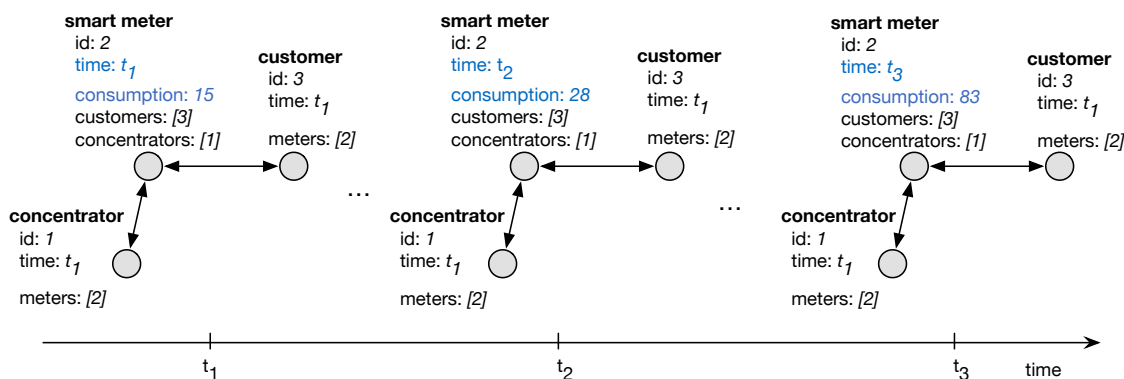 smart meter
id: 2
time: t1
consumption: 15
customers: [3]
concentrators: [1]
customer
id: 3
time: t1
meters: [2]
concentrator
id: 1
time: t1
meters: [2]
...
smart meter
id: 2
time: t2
consumption: 28
customers: [3]
concentrators: [1]
customer
id: 3
time: t1
meters: [2]
concentrator
id: 1
time: t1
meters: [2]
...
smart meter
id: 2
time: t3
consumption: 83
customers: [3]
concentrators: [1]
customer
id: 3
time: t1
meters: [2]
concentrator
id: 1
time: t1
meters: [2]
t1
t2
t3
time